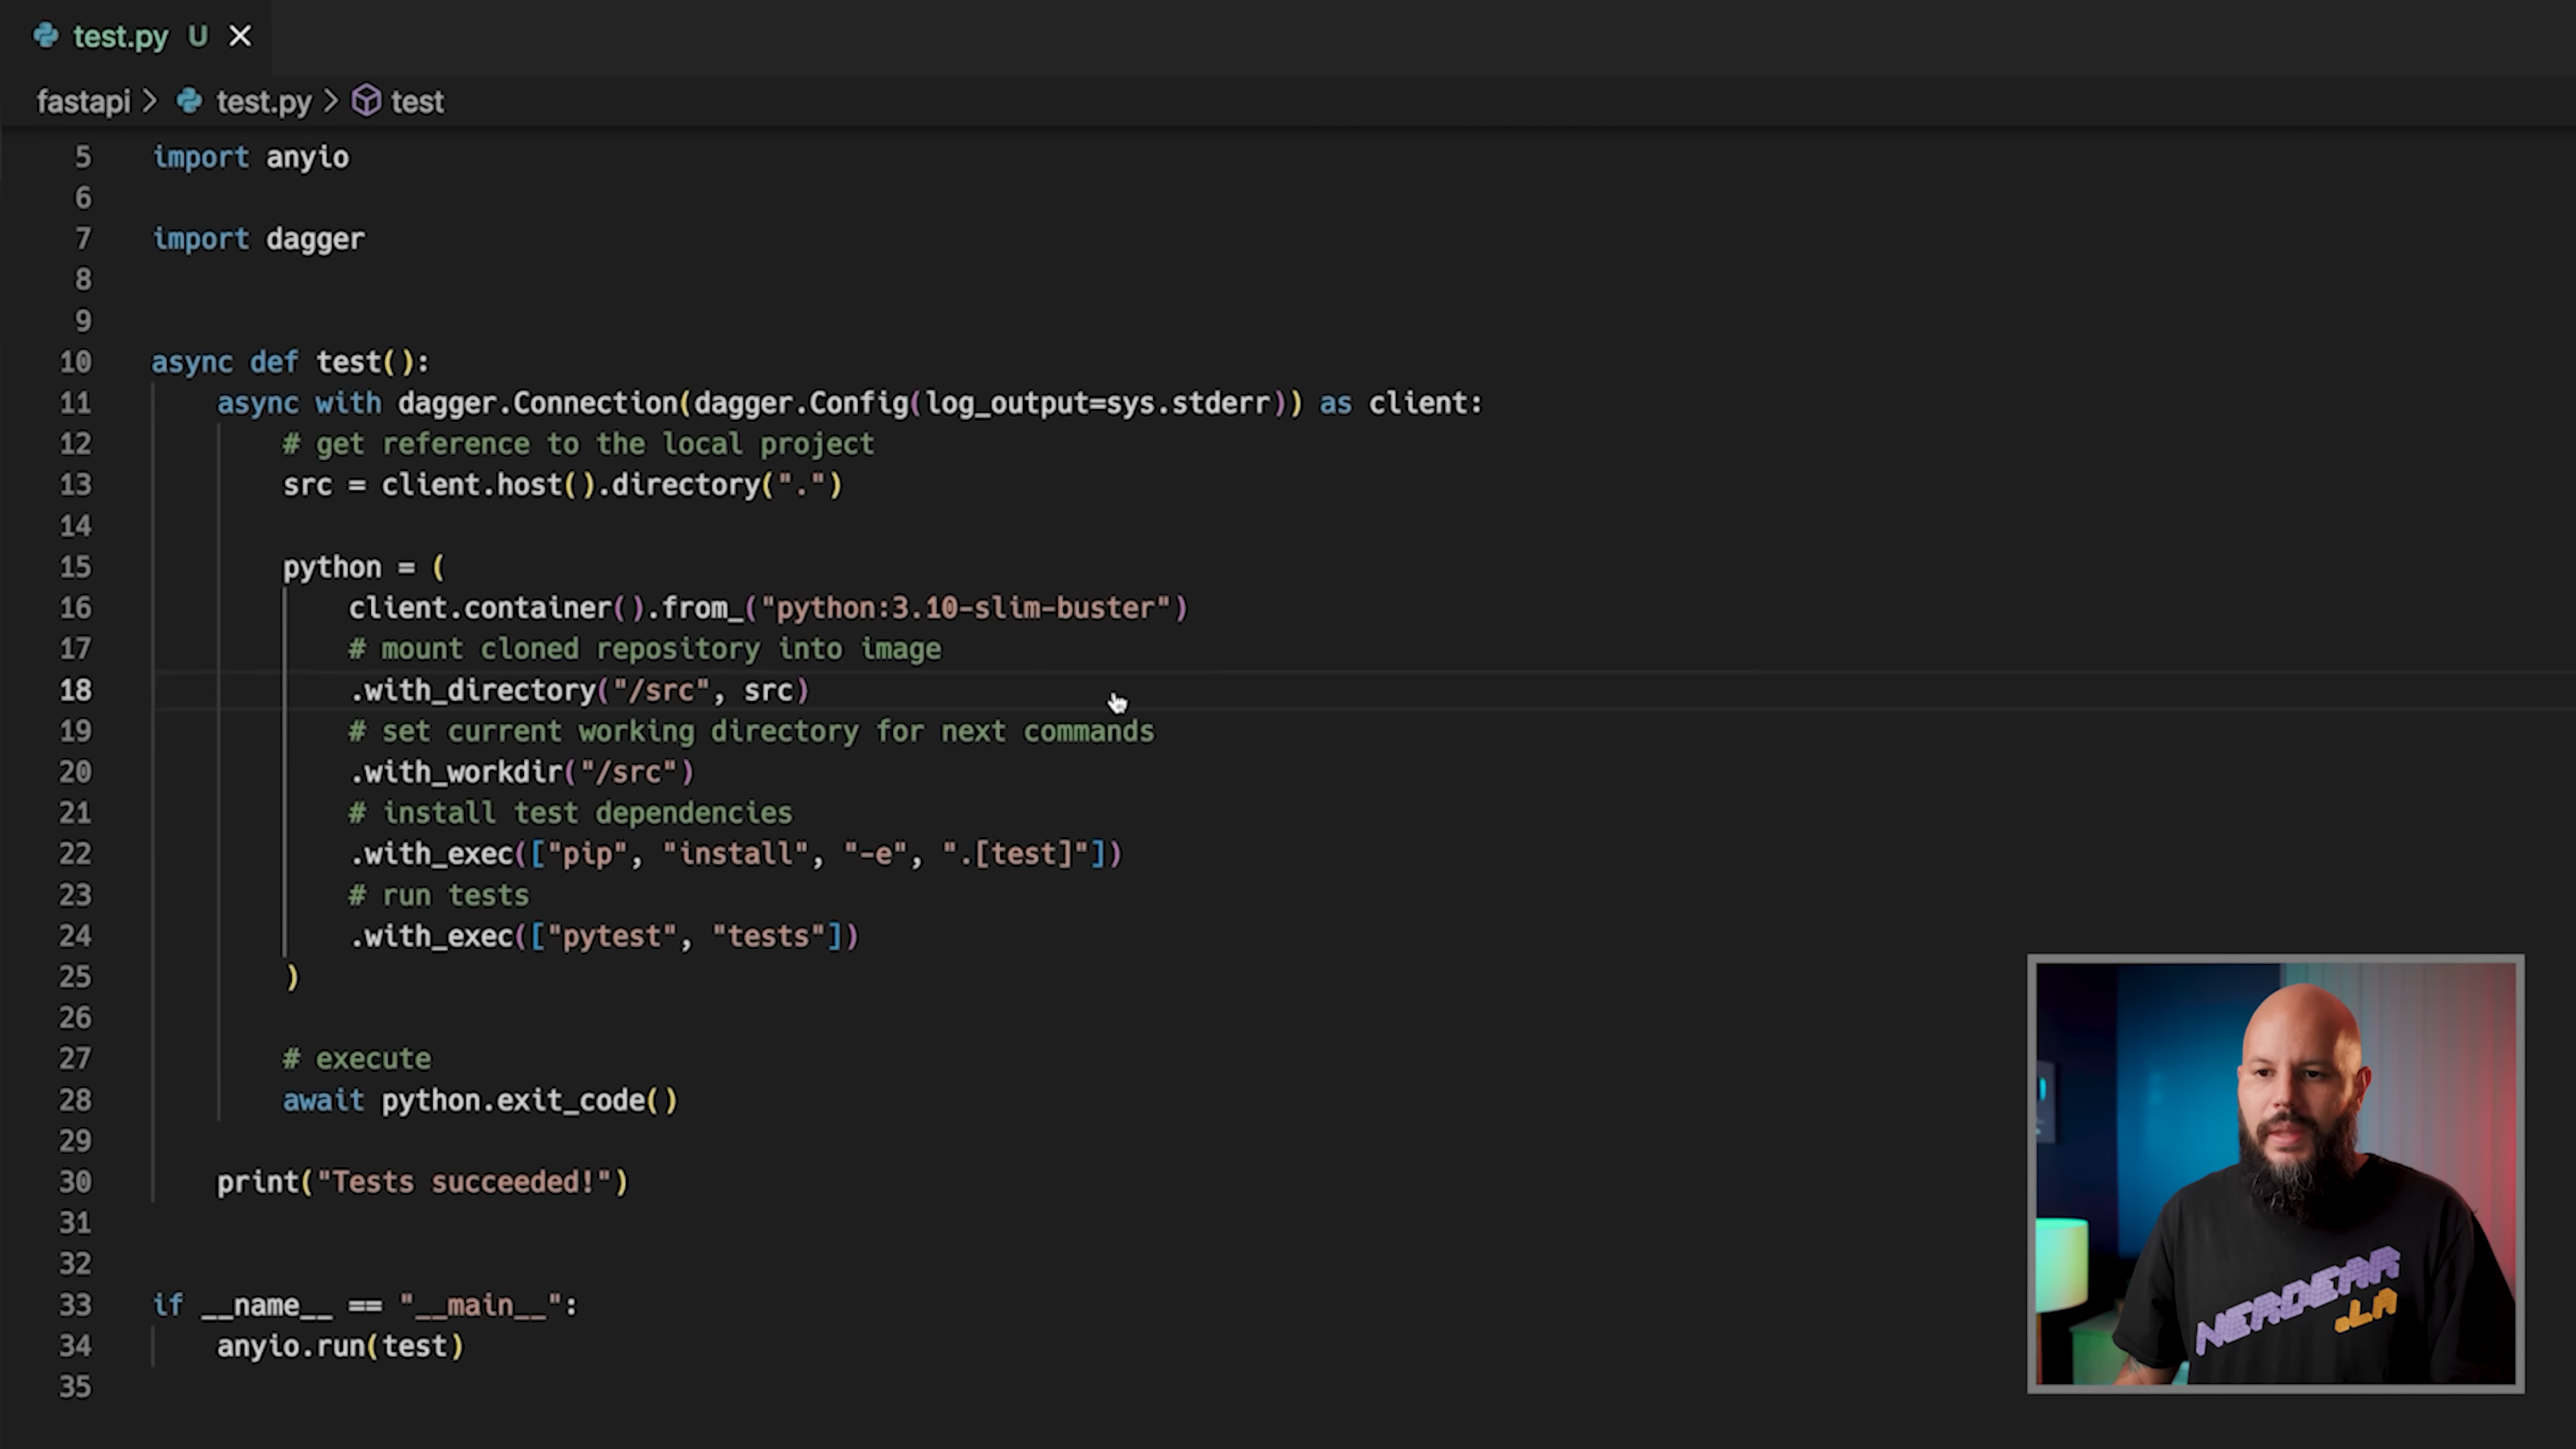 test.py U
fastapi > test.py > test
5 import anyio
6
7 import dagger
8
9
10 async def test():
11 async with dagger.Connection(dagger.Config(log_output=sys.stderr)) as client:
12 # get reference to the local project
13 src = client.host().directory(".")
14
15 python = (
16 client.container().from_("python:3.10-slim-buster")
17 # mount cloned repository into image
18 .with_directory("/src", src)
19 # set current working directory for next commands
20 .with_workdir("/src")
21 # install test dependencies
22 .with_exec(["pip", "install", "-e", ".[test]"])
23 # run tests
24 .with_exec(["pytest", "tests"])
25 )
26
27 # execute
28 await python.exit_code()
29
30 print("Tests succeeded!")
31
32
33 if __name__ == "__main__":
34 anyio.run(test)
35
NERDEAR
.LA